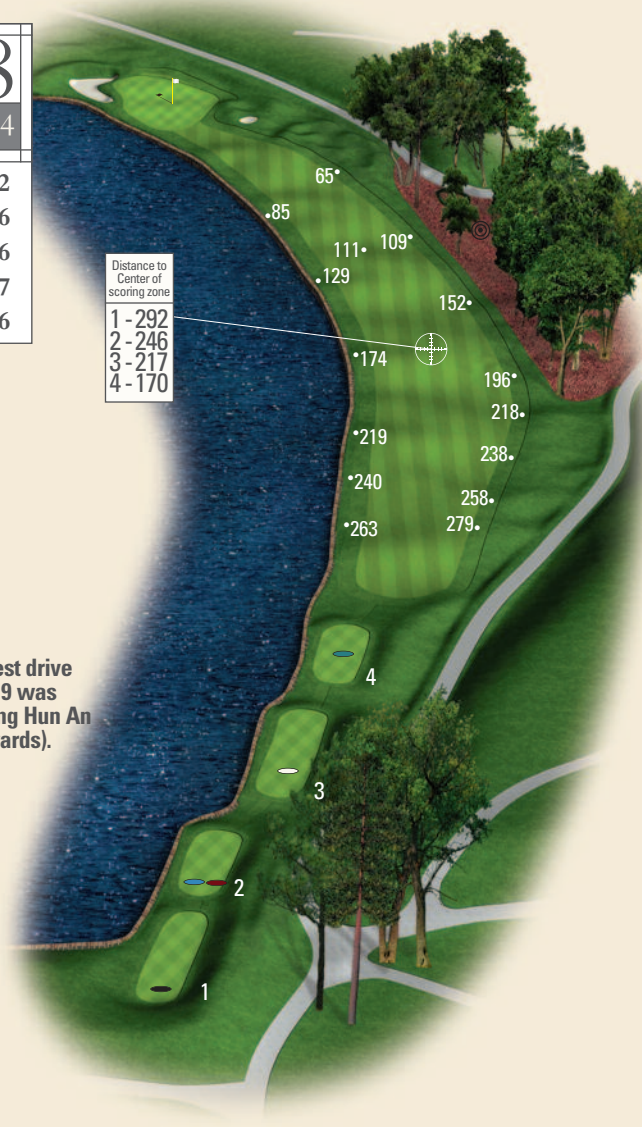 4
2
6
6
7
6
65
85
109
111
129
152
Distance to
Center of
scoring zone
1 - 292
2 - 246
3 - 217
4 - 170
174
196
218
219
238
240
258
263
279
est drive
9 was
ng Hun An
ards).
4
3
2
1